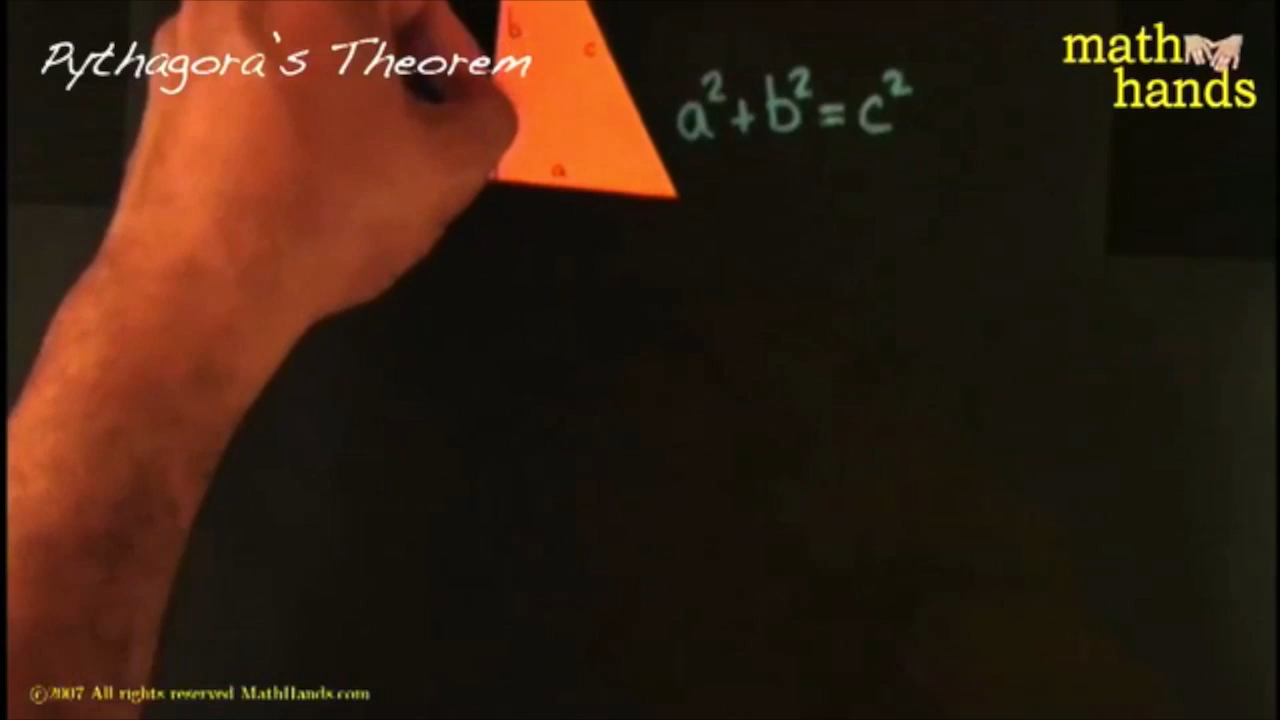 Pythagora's Theorem
math
hands
b
c
a
a² + b² = c²
©2007 All rights reserved MathHands.com